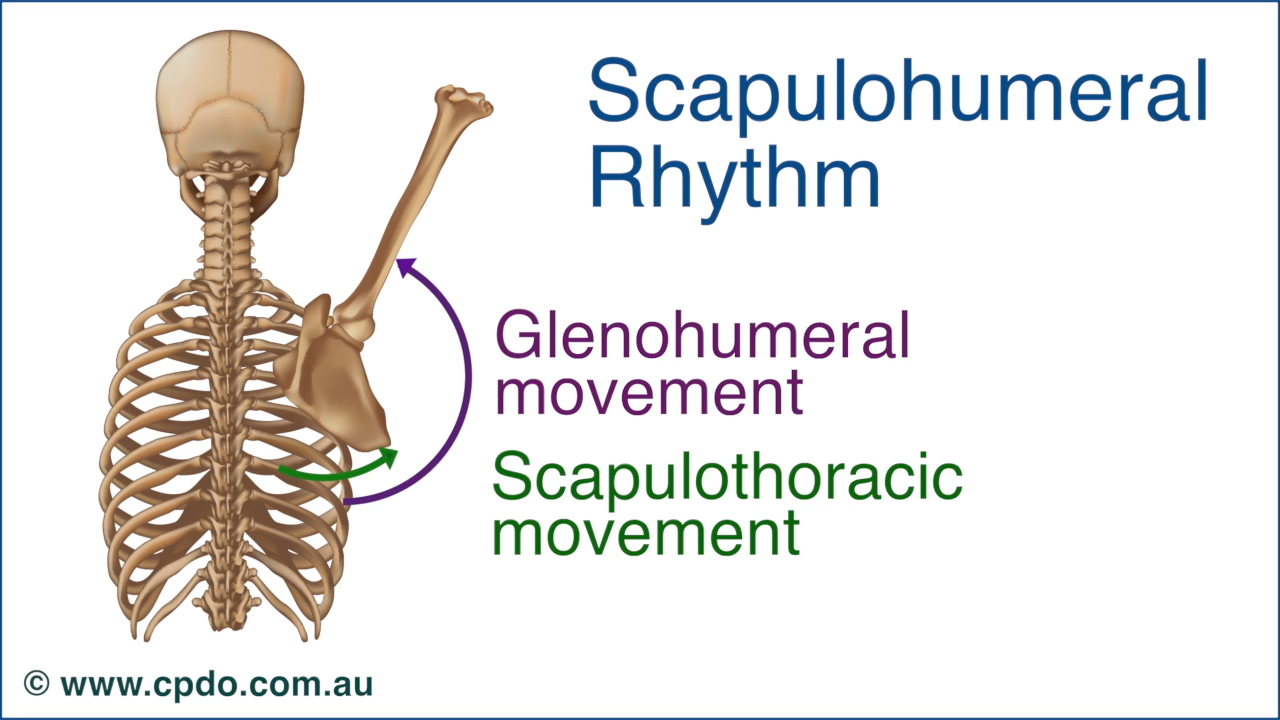 Scapulohumeral
Rhythm
Glenohumeral
movement
Scapulothoracic
movement
© www.cpdo.com.au